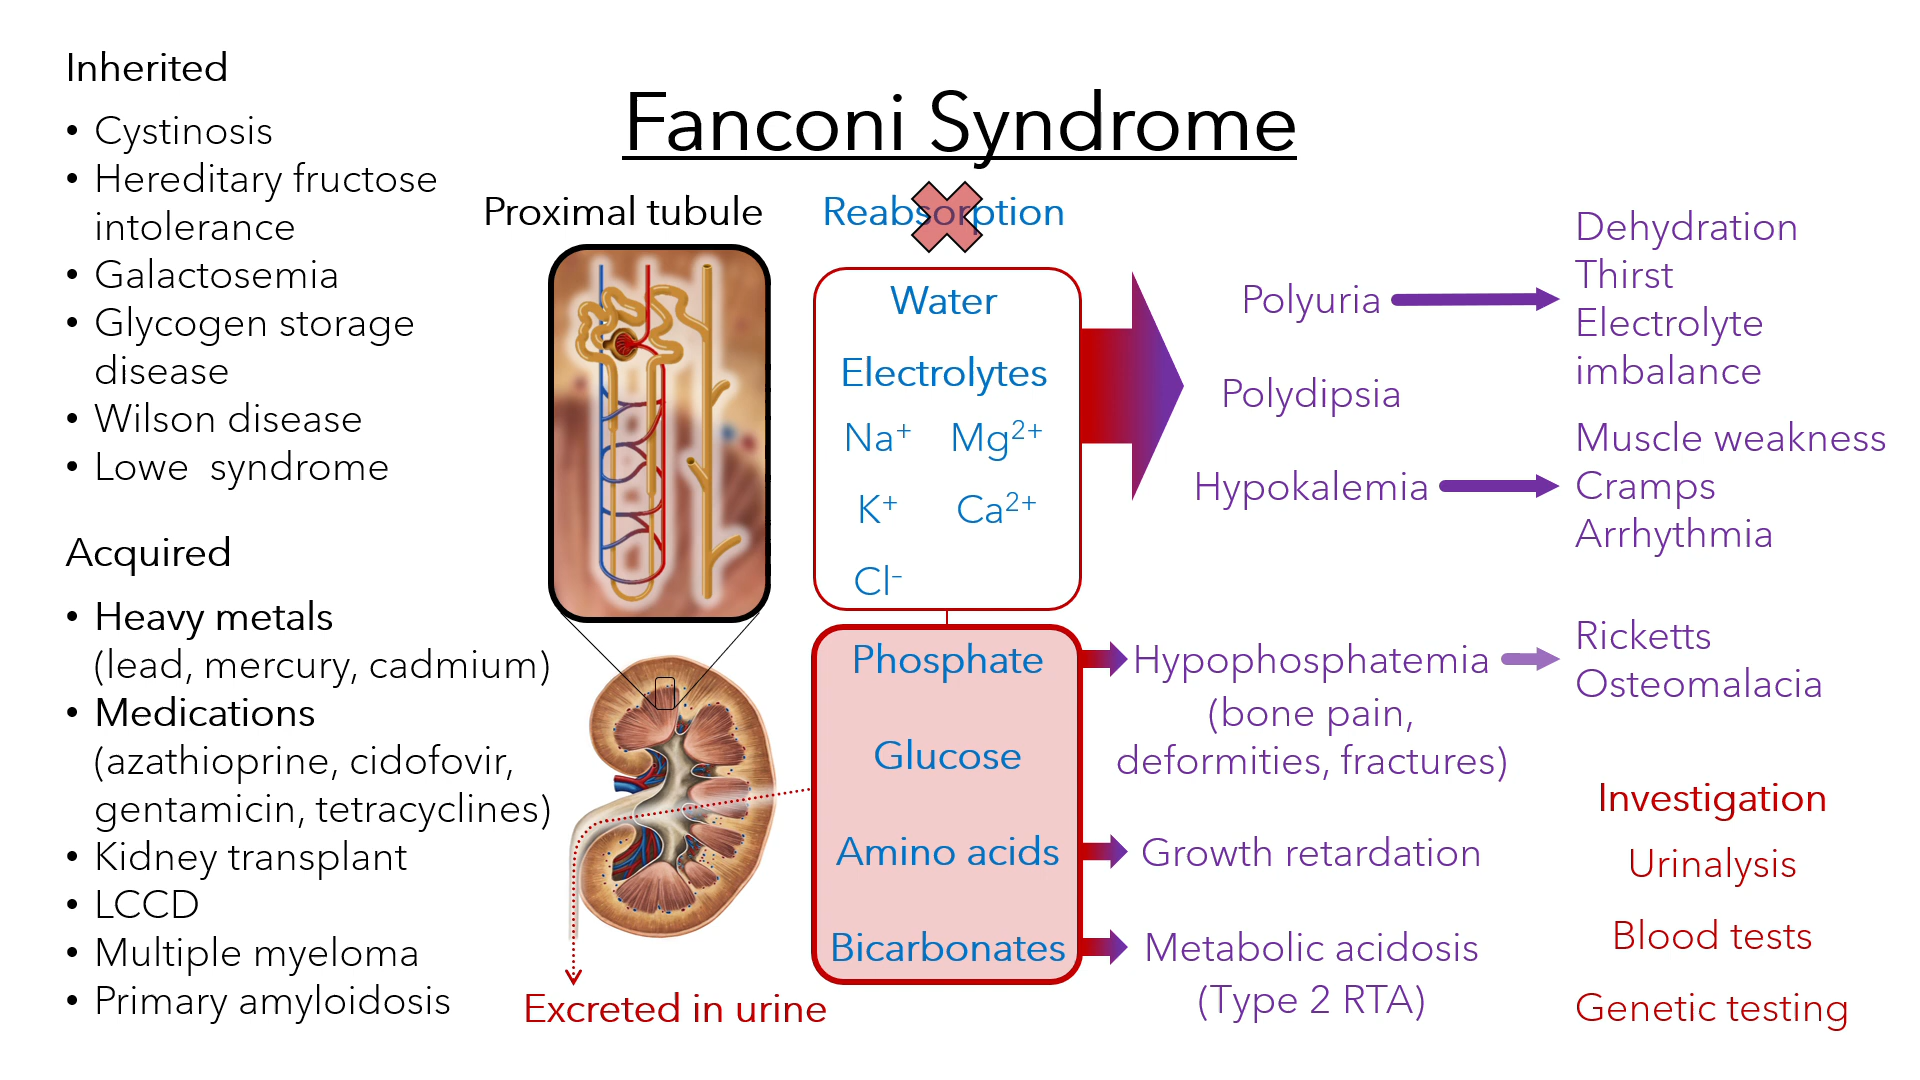 Inherited
• Cystinosis
• Hereditary fructose
intolerance
• Galactosemia
• Glycogen storage
disease
• Wilson disease
• Lowe  syndrome
Acquired
• Heavy metals
(lead, mercury, cadmium)
• Medications
(azathioprine, cidofovir,
gentamicin, tetracyclines)
• Kidney transplant
• LCCD
• Multiple myeloma
• Primary amyloidosis
Fanconi Syndrome
Proximal tubule
Excreted in urine
Reabsorption
Water
Electrolytes
Na⁺ Mg²⁺
K⁺ Ca²⁺
Cl⁻
Phosphate
Glucose
Amino acids
Bicarbonates
Polyuria
Polydipsia
Hypokalemia
Hypophosphatemia
(bone pain,
deformities, fractures)
Growth retardation
Metabolic acidosis
(Type 2 RTA)
Dehydration
Thirst
Electrolyte
imbalance
Muscle weakness
Cramps
Arrhythmia
Ricketts
Osteomalacia
Investigation
Urinalysis
Blood tests
Genetic testing